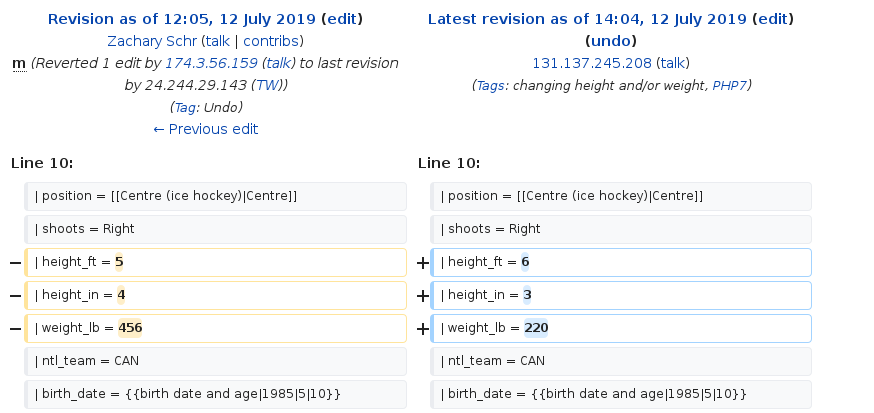 Revision as of 12:05, 12 July 2019 (edit)
Zachary Schr (talk | contribs)
m (Reverted 1 edit by 174.3.56.159 (talk) to last revision
by 24.244.29.143 (TW))
(Tag: Undo)
← Previous edit
Latest revision as of 14:04, 12 July 2019 (edit)
(undo)
131.137.245.208 (talk)
(Tags: changing height and/or weight, PHP7)
Line 10:
| position = [[Centre (ice hockey)|Centre]]
| shoots = Right
− | height_ft = 5
− | height_in = 4
− | weight_lb = 456
| ntl_team = CAN
| birth_date = {{birth date and age|1985|5|10}}
Line 10:
| position = [[Centre (ice hockey)|Centre]]
| shoots = Right
+ | height_ft = 6
+ | height_in = 3
+ | weight_lb = 220
| ntl_team = CAN
| birth_date = {{birth date and age|1985|5|10}}